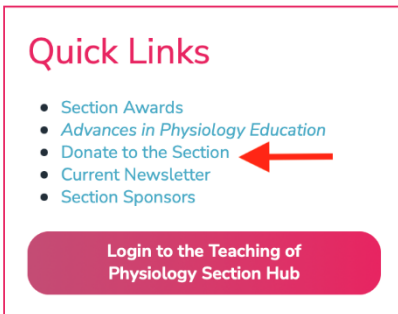 Quick Links
Section Awards
Advances in Physiology Education
Donate to the Section
Current Newsletter
Section Sponsors
Login to the Teaching of
Physiology Section Hub